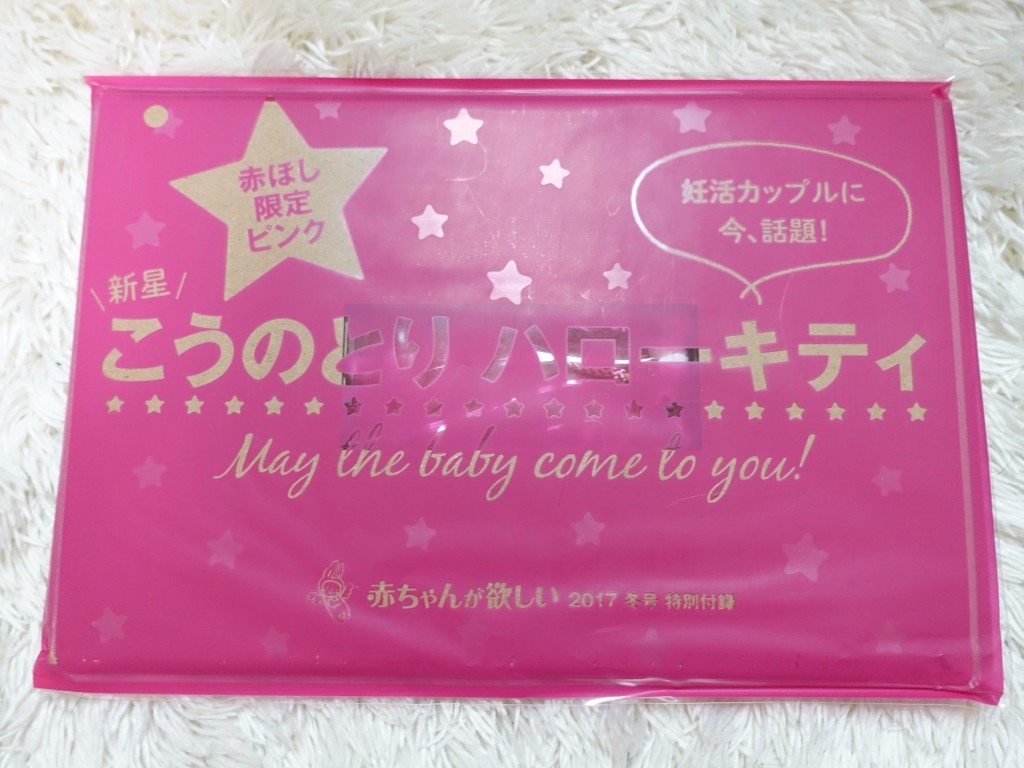 赤ほし
限定
ピンク
妊活カップルに
今、話題!
\新星/
こうのとり ハローキティ
May the baby come to you!
赤ちゃんが欲しい 2017 冬号 特別付録